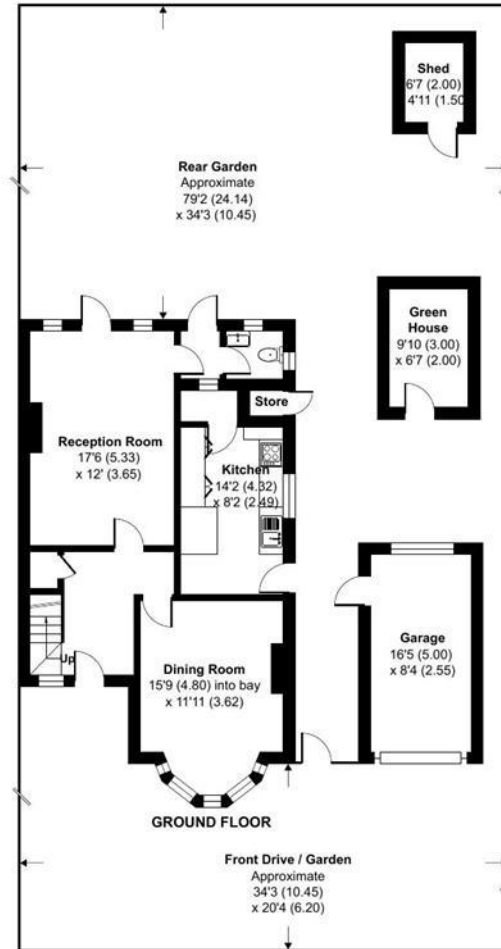 Shed
6'7 (2.00)
4'11 (1.50
Rear Garden
Approximate
79'2 (24.14)
x 34'3 (10.45)
Green
House
9'10 (3.00)
x 6'7 (2.00)
Store
Reception Room
17'6 (5.33)
x 12' (3.65)
Kitchen
14'2 (4.32)
x 8'2 (2.49)
Garage
16'5 (5.00)
x 8'4 (2.55)
Up
Dining Room
15'9 (4.80) into bay
x 11'11 (3.62)
GROUND FLOOR
Front Drive / Garden
Approximate
34'3 (10.45)
x 20'4 (6.20)